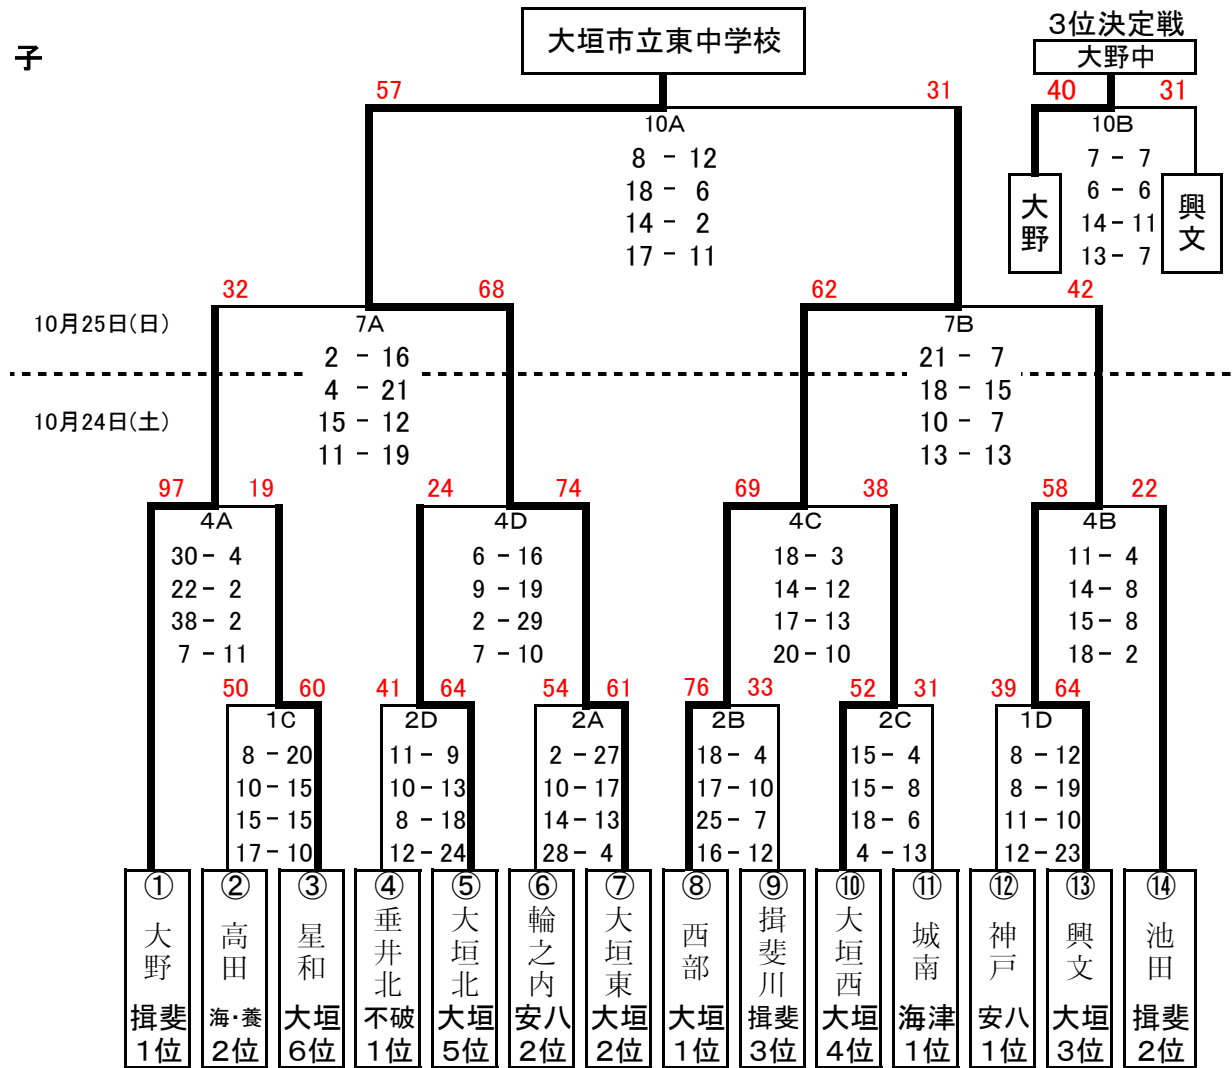 子
大垣市立東中学校
3位決定戦
大野中
57 31
10A
8 - 12
18 - 6
14 - 2
17 - 11
40 31
10B
7 - 7
6 - 6
14 - 11
13 - 7
大野
興文
10月25日(日)
10月24日(土)
32 68
7A
2 - 16
4 - 21
15 - 12
11 - 19
62 42
7B
21 - 7
18 - 15
10 - 7
13 - 13
97 19
4A
30 - 4
22 - 2
38 - 2
7 - 11
24 74
4D
6 - 16
9 - 19
2 - 29
7 - 10
69 38
4C
18 - 3
14 - 12
17 - 13
20 - 10
58 22
4B
11 - 4
14 - 8
15 - 8
18 - 2
50 60
1C
8 - 20
10 - 15
15 - 15
17 - 10
41 64
2D
11 - 9
10 - 13
8 - 18
12 - 24
54 61
2A
2 - 27
10 - 17
14 - 13
28 - 4
76 33
2B
18 - 4
17 - 10
25 - 7
16 - 12
52 31
2C
15 - 4
15 - 8
18 - 6
4 - 13
39 64
1D
8 - 12
8 - 19
11 - 10
12 - 23
①
大野
揖斐
1位
②
高田
海・養
2位
③
星和
大垣
6位
④
垂井北
不破
1位
⑤
大垣北
大垣
5位
⑥
輪之内
安八
2位
⑦
大垣東
大垣
2位
⑧
西部
大垣
1位
⑨
揖斐川
揖斐
3位
⑩
大垣西
大垣
4位
⑪
城南
海津
1位
⑫
神戸
安八
1位
⑬
興文
大垣
3位
⑭
池田
揖斐
2位